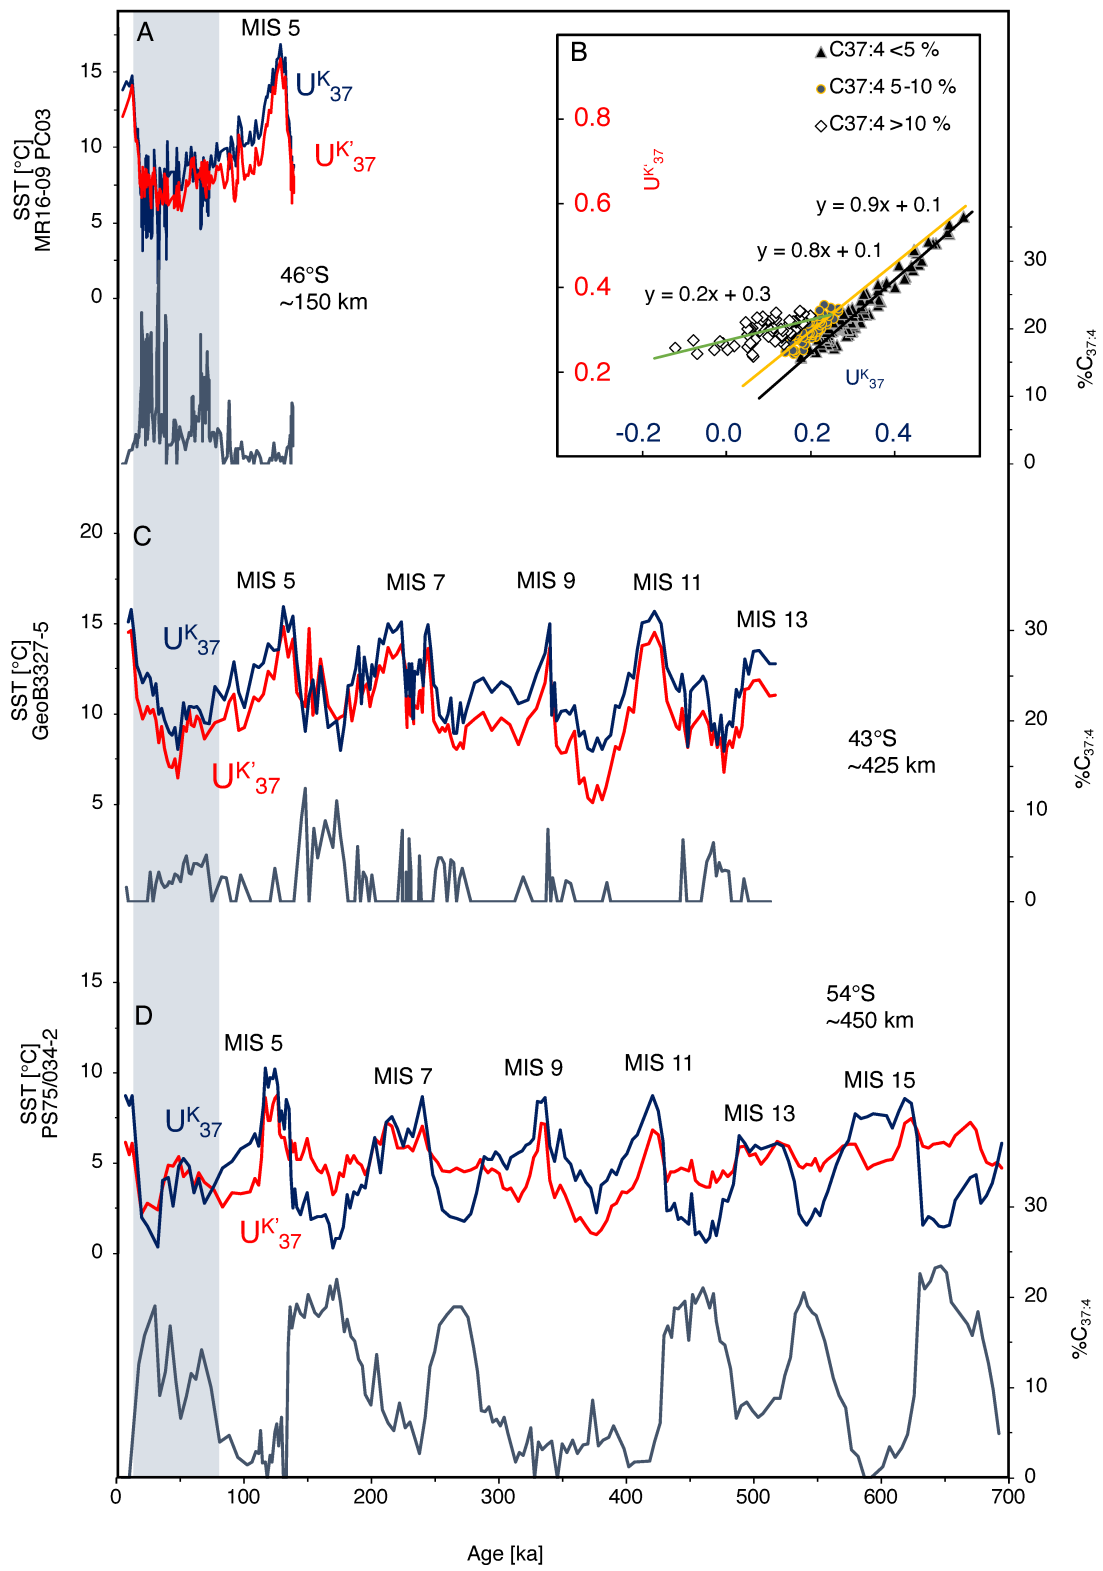 A
MIS 5
15
10
5
0
SST [°C]
MR16-09 PC03
UK37
UK'37
46°S
~150 km
B
C37:4 <5 %
C37:4 5-10 %
C37:4 >10 %
0.8
0.6
0.4
0.2
UK'37
y = 0.9x + 0.1
y = 0.8x + 0.1
y = 0.2x + 0.3
UK37
-0.2 0.0 0.2 0.4
30
20
10
0
%C37:4
C
20
15
10
5
SST [°C]
GeoB3327-5
MIS 5 MIS 7 MIS 9 MIS 11
MIS 13
UK37
UK'37
43°S
~425 km
30
20
10
0
%C37:4
D
15
10
5
0
SST [°C]
PS75/034-2
54°S
~450 km
MIS 5
MIS 7
MIS 9
MIS 11
MIS 13
MIS 15
UK37
UK'37
30
20
10
0
%C37:4
0 100 200 300 400 500 600 700
Age [ka]